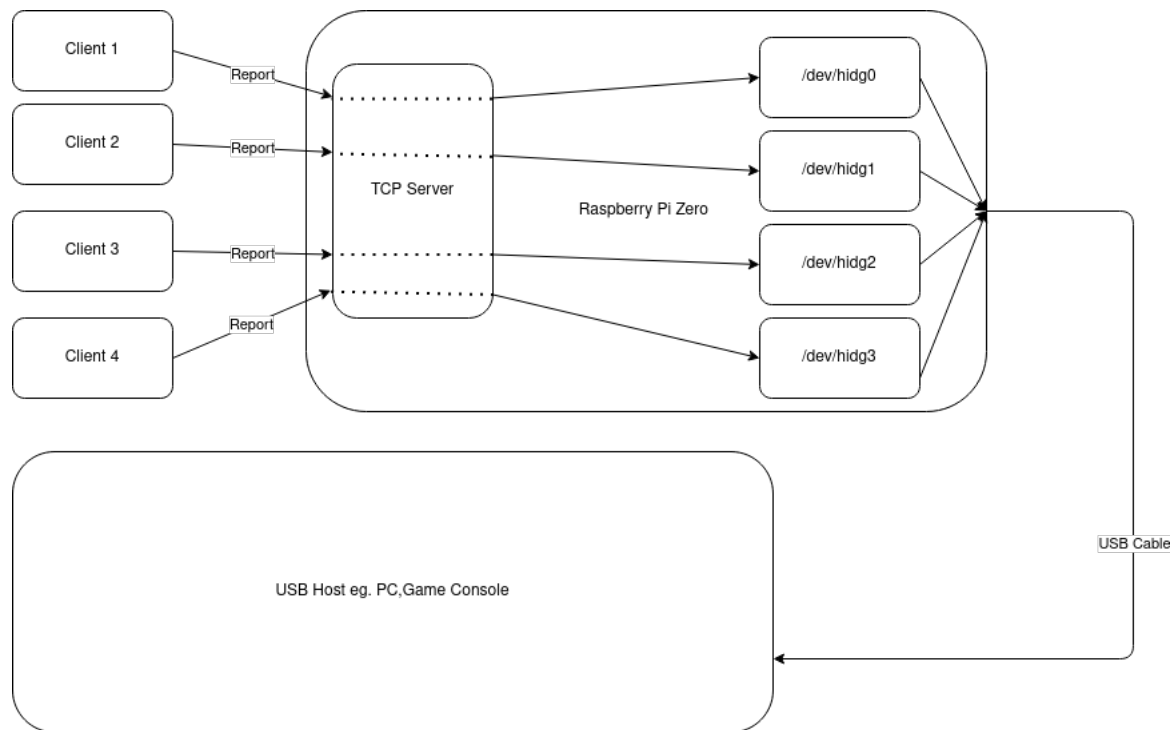 Client 1
Report
/dev/hidg0
Client 2
Report
/dev/hidg1
TCP Server
Raspberry Pi Zero
Client 3
Report
/dev/hidg2
Client 4
Report
/dev/hidg3
USB Cable
USB Host eg. PC,Game Console